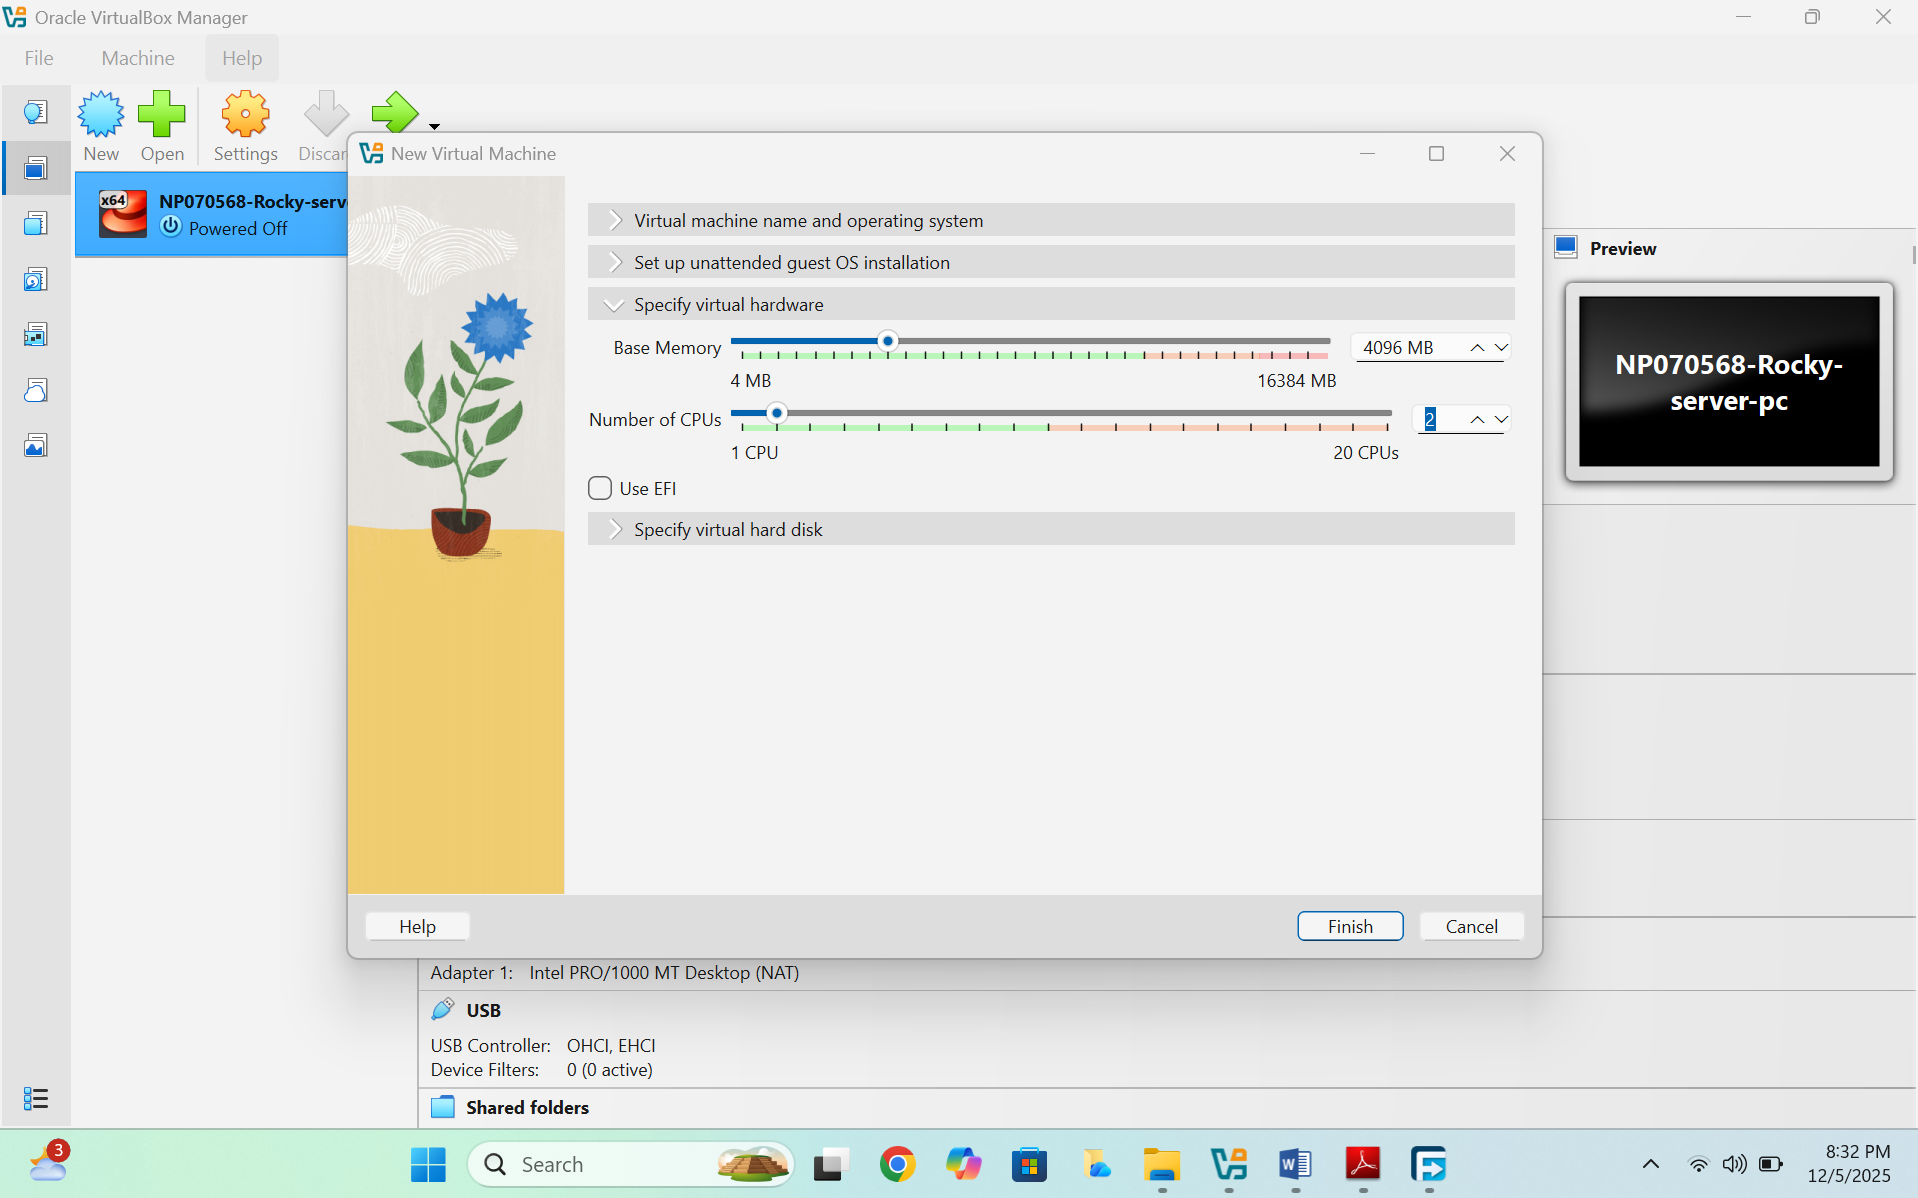 Oracle VirtualBox Manager
File Machine Help
New Open Settings Discar
New Virtual Machine
x64
NP070568-Rocky-serv
Powered Off
Virtual machine name and operating system
Set up unattended guest OS installation
Specify virtual hardware
Base Memory 4096 MB
4 MB 16384 MB
Number of CPUs 2
1 CPU 20 CPUs
Use EFI
Specify virtual hard disk
Help Finish Cancel
Preview
NP070568-Rocky-
server-pc
Adapter 1: Intel PRO/1000 MT Desktop (NAT)
USB
USB Controller: OHCI, EHCI
Device Filters: 0 (0 active)
Shared folders
3
Search
8:32 PM
12/5/2025